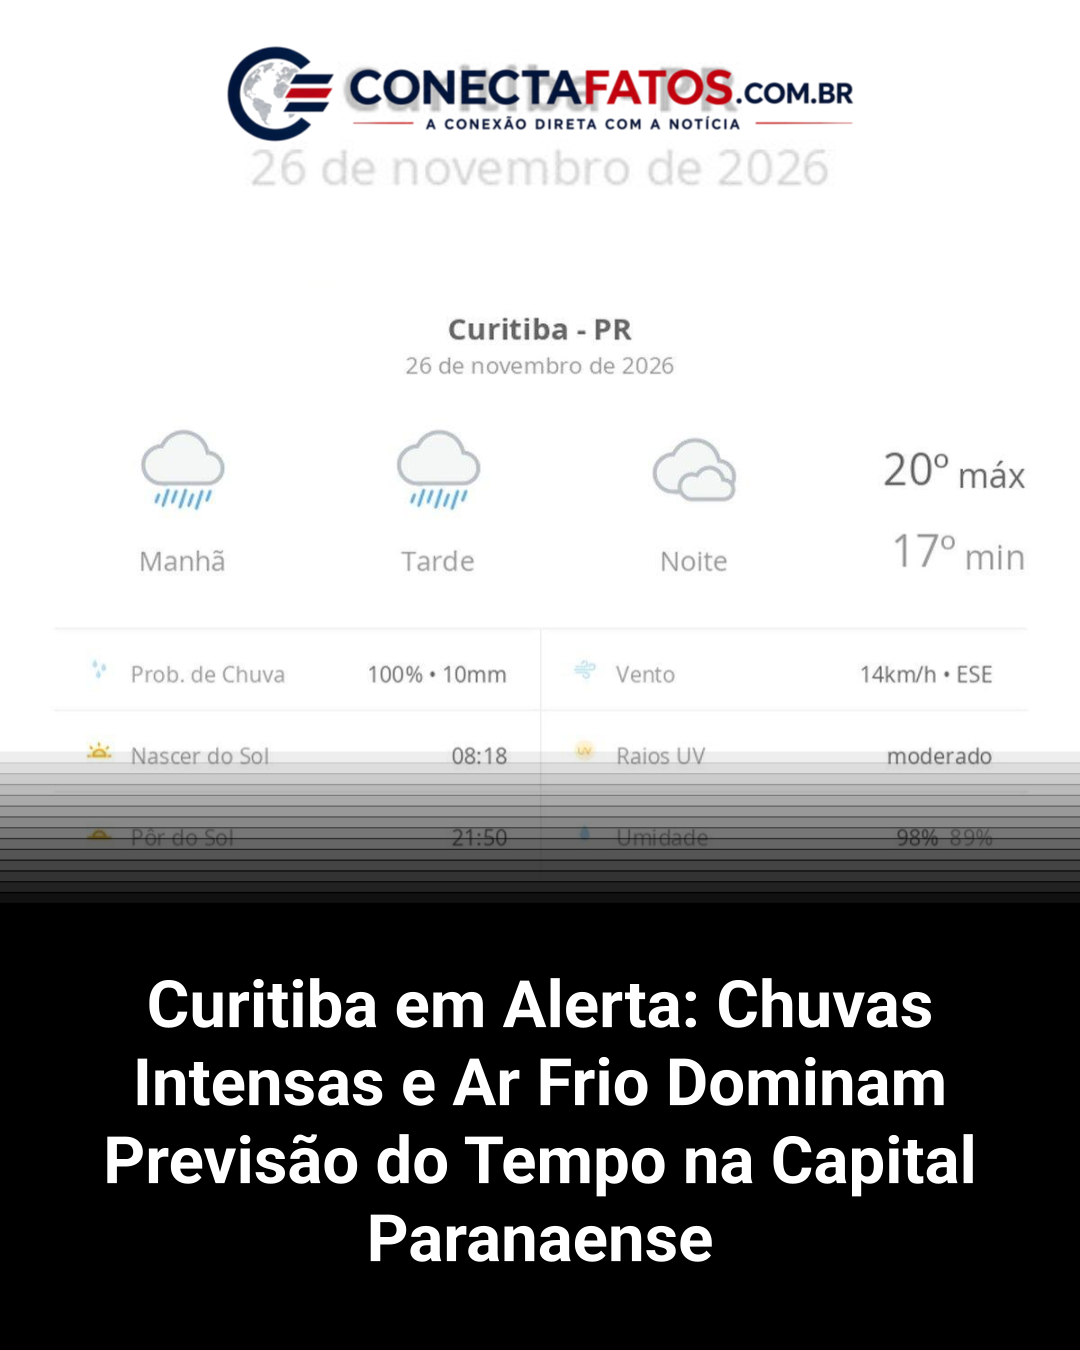 CONECTAFATOS.COM.BR
A CONEXÃO DIRETA COM A NOTÍCIA
26 de novembro de 2026
Curitiba - PR
26 de novembro de 2026
20º máx
17º min
Manhã Tarde Noite
Prob. de Chuva 100% • 10mm Vento 14km/h • ESE
Nascer do Sol 08:18 UV Raios UV moderado
Pôr do Sol 21:50 Umidade 98% 89%
Curitiba em Alerta: Chuvas
Intensas e Ar Frio Dominam
Previsão do Tempo na Capital
Paranaense